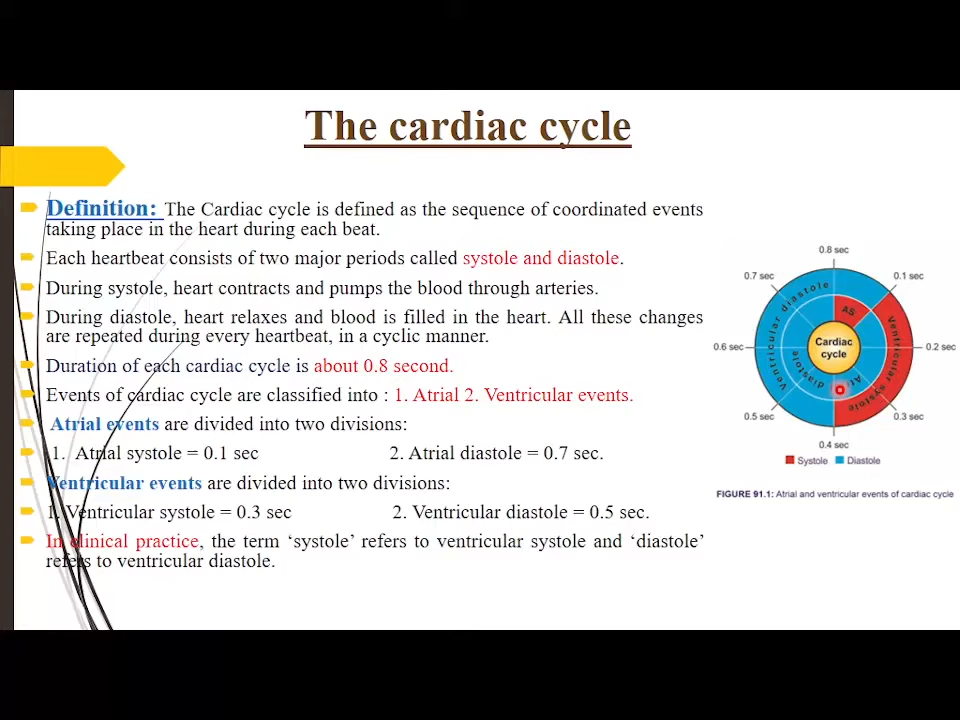 The cardiac cycle
Definition: The Cardiac cycle is defined as the sequence of coordinated events
taking place in the heart during each beat.
Each heartbeat consists of two major periods called systole and diastole.
During systole, heart contracts and pumps the blood through arteries.
During diastole, heart relaxes and blood is filled in the heart. All these changes
are repeated during every heartbeat, in a cyclic manner.
Duration of each cardiac cycle is about 0.8 second.
Events of cardiac cycle are classified into : 1. Atrial 2. Ventricular events.
Atrial events are divided into two divisions:
1. Atrial systole = 0.1 sec 2. Atrial diastole = 0.7 sec.
Ventricular events are divided into two divisions:
1. Ventricular systole = 0.3 sec 2. Ventricular diastole = 0.5 sec.
In clinical practice, the term ‘systole’ refers to ventricular systole and ‘diastole’
refers to ventricular diastole.
0.8 sec
0.7 sec
0.1 sec
0.6 sec
0.2 sec
0.5 sec
0.3 sec
0.4 sec
Ventricular diastole
AS
Ventricular systole
diastole
Cardiac
cycle
Systole Diastole
FIGURE 91.1: Atrial and ventricular events of cardiac cycle